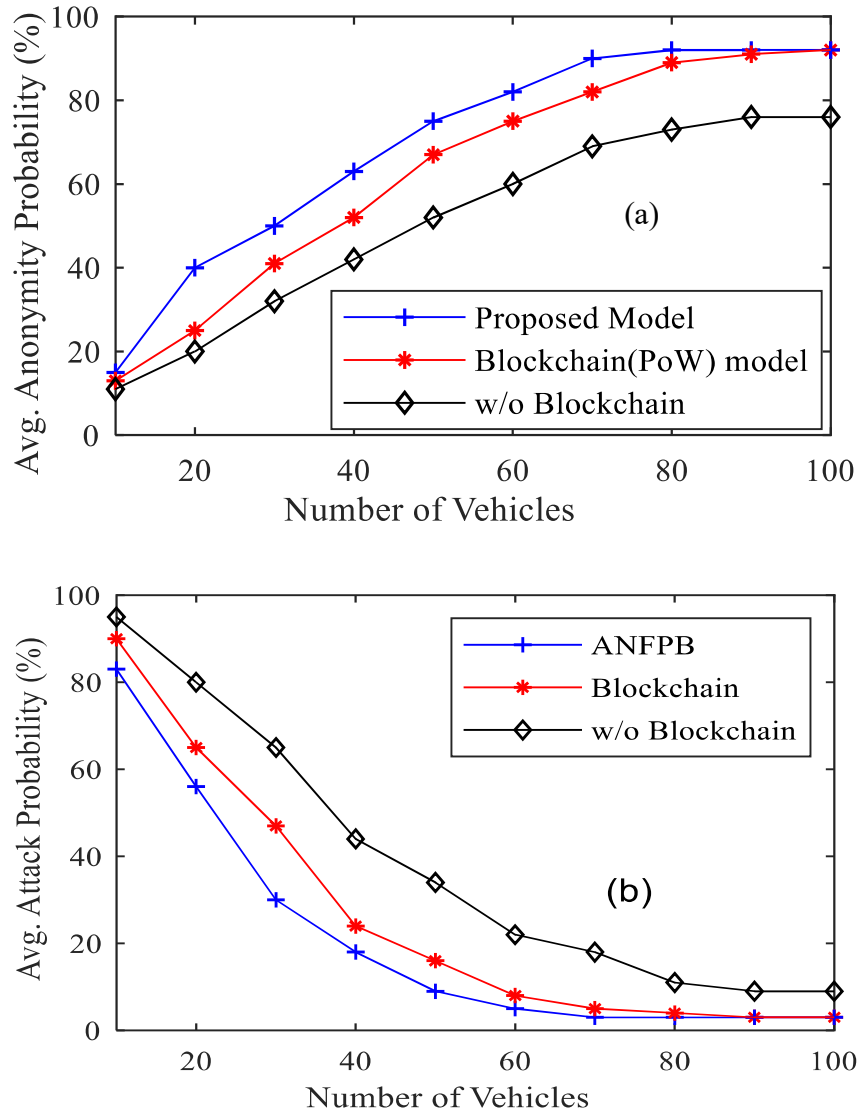 100
80
60
40
20
0
Avg. Anonymity Probability (%)
(a)
Proposed Model
Blockchain(PoW) model
w/o Blockchain
20 40 60 80 100
Number of Vehicles
100
80
60
40
20
0
Avg. Attack Probability (%)
ANFPB
Blockchain
w/o Blockchain
(b)
20 40 60 80 100
Number of Vehicles